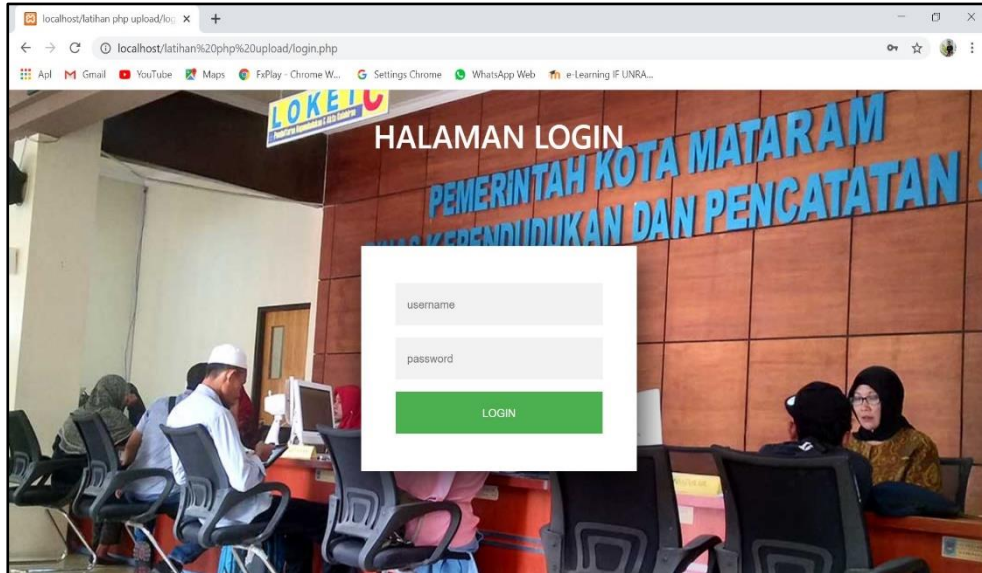 localhost/latihan php upload/log
localhost/latihan%20php%20upload/login.php
Apl Gmail YouTube Maps FxPlay - Chrome W... Settings Chrome WhatsApp Web e-Learning IF UNRA...
LOKET C
HALAMAN LOGIN
PEMERINTAH KOTA MATARAM
KEPENDUDUKAN DAN PENCATATAN
username
password
LOGIN